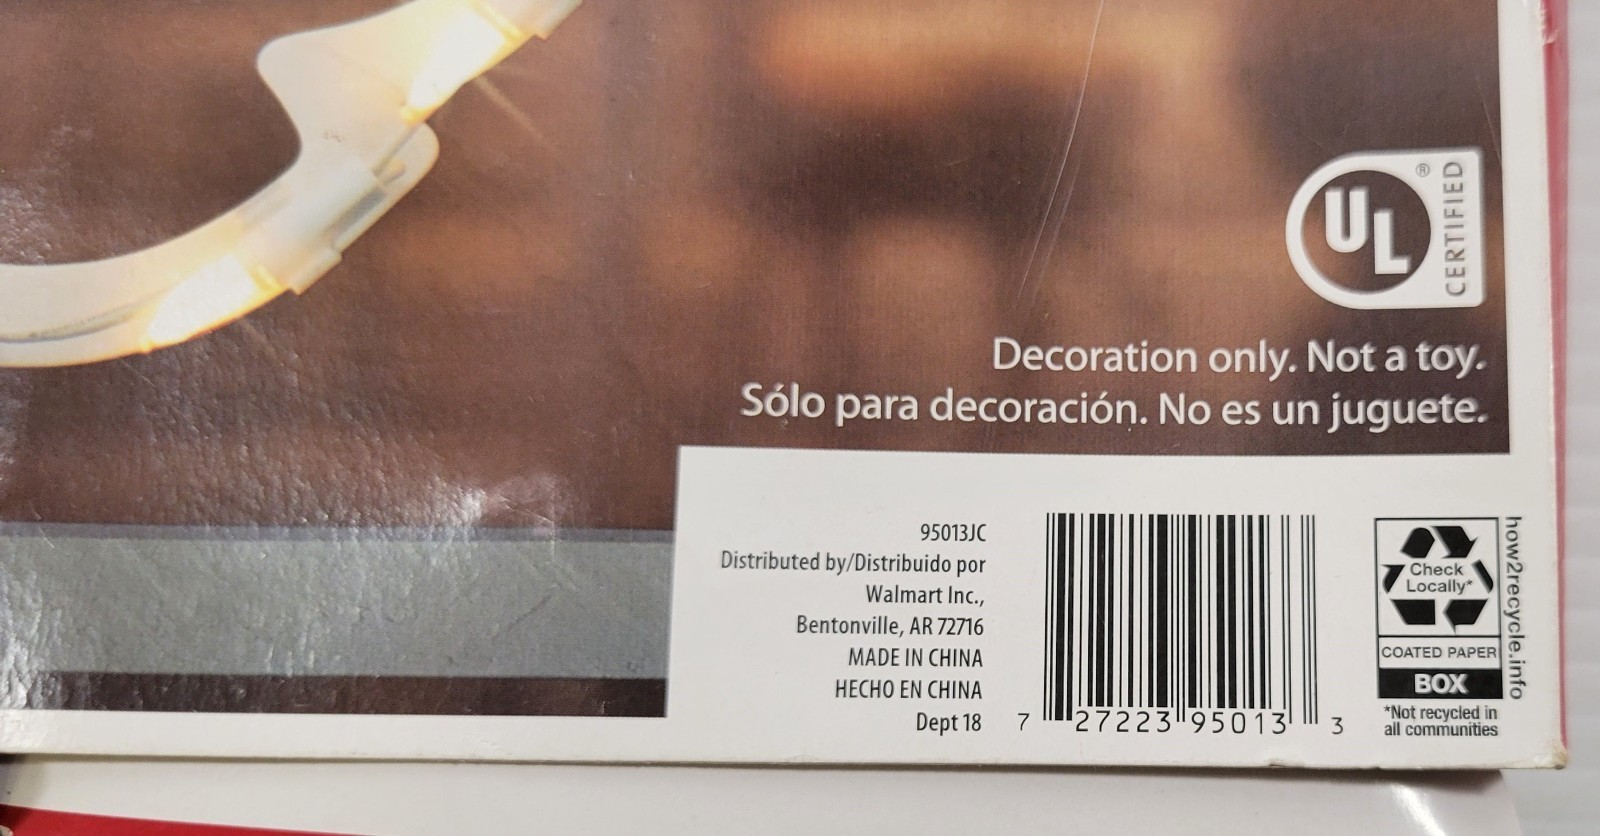 UL ®
CERTIFIED
Decoration only. Not a toy.
Sólo para decoración. No es un juguete.
95013JC
Distributed by/Distribuido por
Walmart Inc.,
Bentonville, AR 72716
MADE IN CHINA
HECHO EN CHINA
Dept 18
7 27223 95013 3
Check
Locally*
COATED PAPER
BOX
*Not recycled in
all communities
how2recycle.info